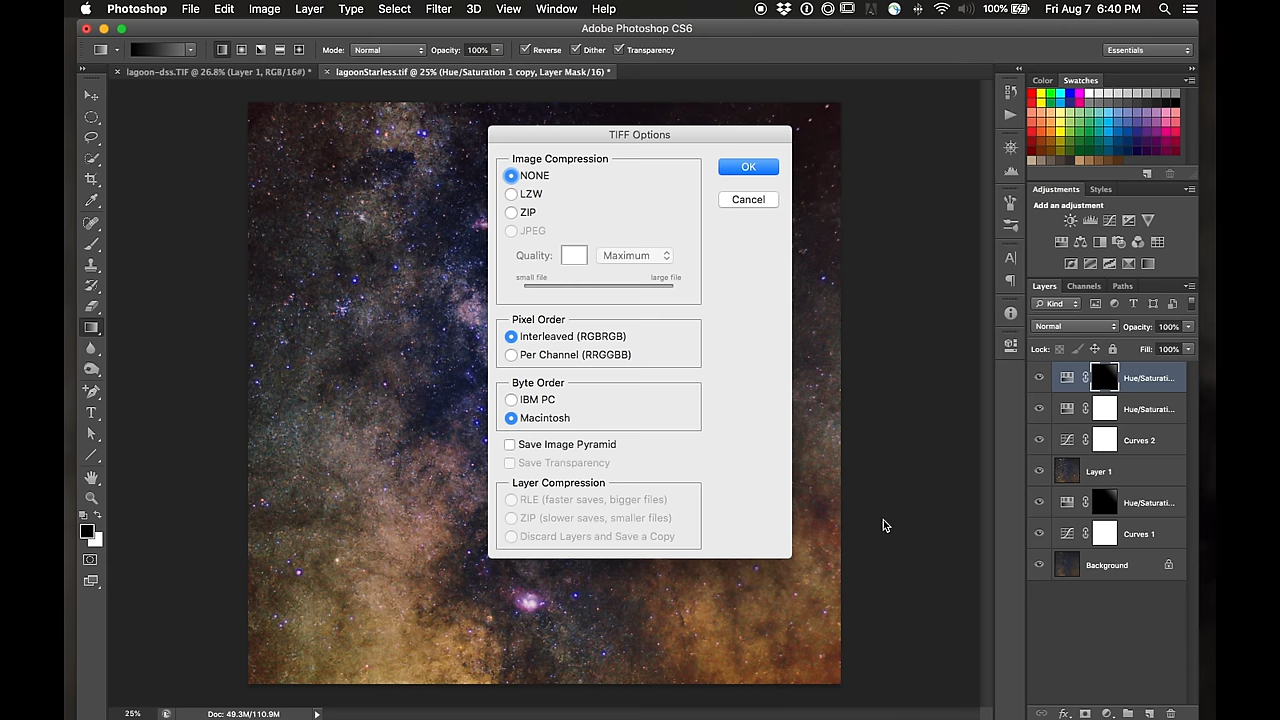 Photoshop File Edit Image Layer Type Select Filter 3D View Window Help 100% Fri Aug 7 6:40 PM
Adobe Photoshop CS6
Mode: Normal Opacity: 100% Reverse Dither Transparency Essentials
× lagoon-dss.TIF @ 26.8% (Layer 1, RGB/16#) * × lagoonStarless.tif @ 25% (Hue/Saturation 1 copy, Layer Mask/16) *
Color Swatches
TIFF Options
Image Compression
NONE
LZW
ZIP
JPEG
Quality: Maximum
small file large file
OK
Cancel
Pixel Order
Interleaved (RGBRGB)
Per Channel (RRGGBB)
Byte Order
IBM PC
Macintosh
Save Image Pyramid
Save Transparency
Layer Compression
RLE (faster saves, bigger files)
ZIP (slower saves, smaller files)
Discard Layers and Save a Copy
Adjustments Styles
Add an adjustment
Layers Channels Paths
Kind
Normal Opacity: 100%
Lock: Fill: 100%
Hue/Saturati...
Hue/Saturati...
Curves 2
Layer 1
Hue/Saturati...
Curves 1
Background
25% Doc: 49.3M/110.9M